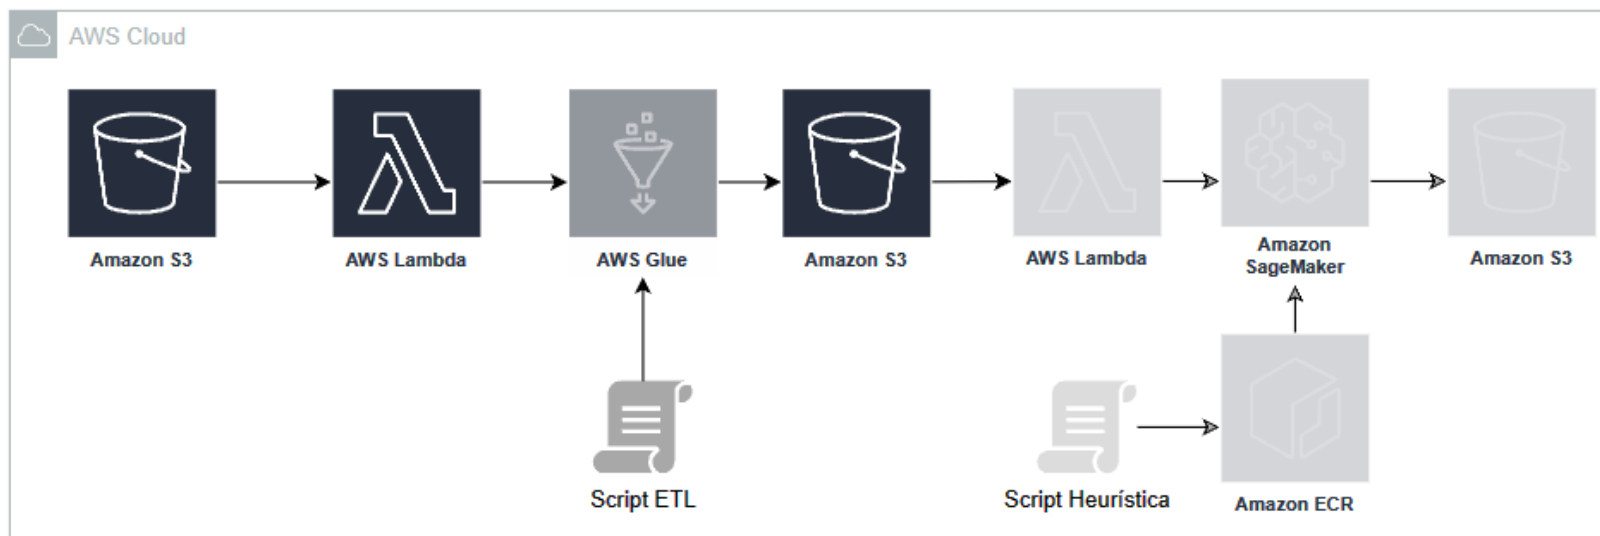 AWS Cloud
Amazon S3
AWS Lambda
AWS Glue
Amazon S3
AWS Lambda
Amazon
SageMaker
Amazon S3
Script ETL
Script Heurística
Amazon ECR